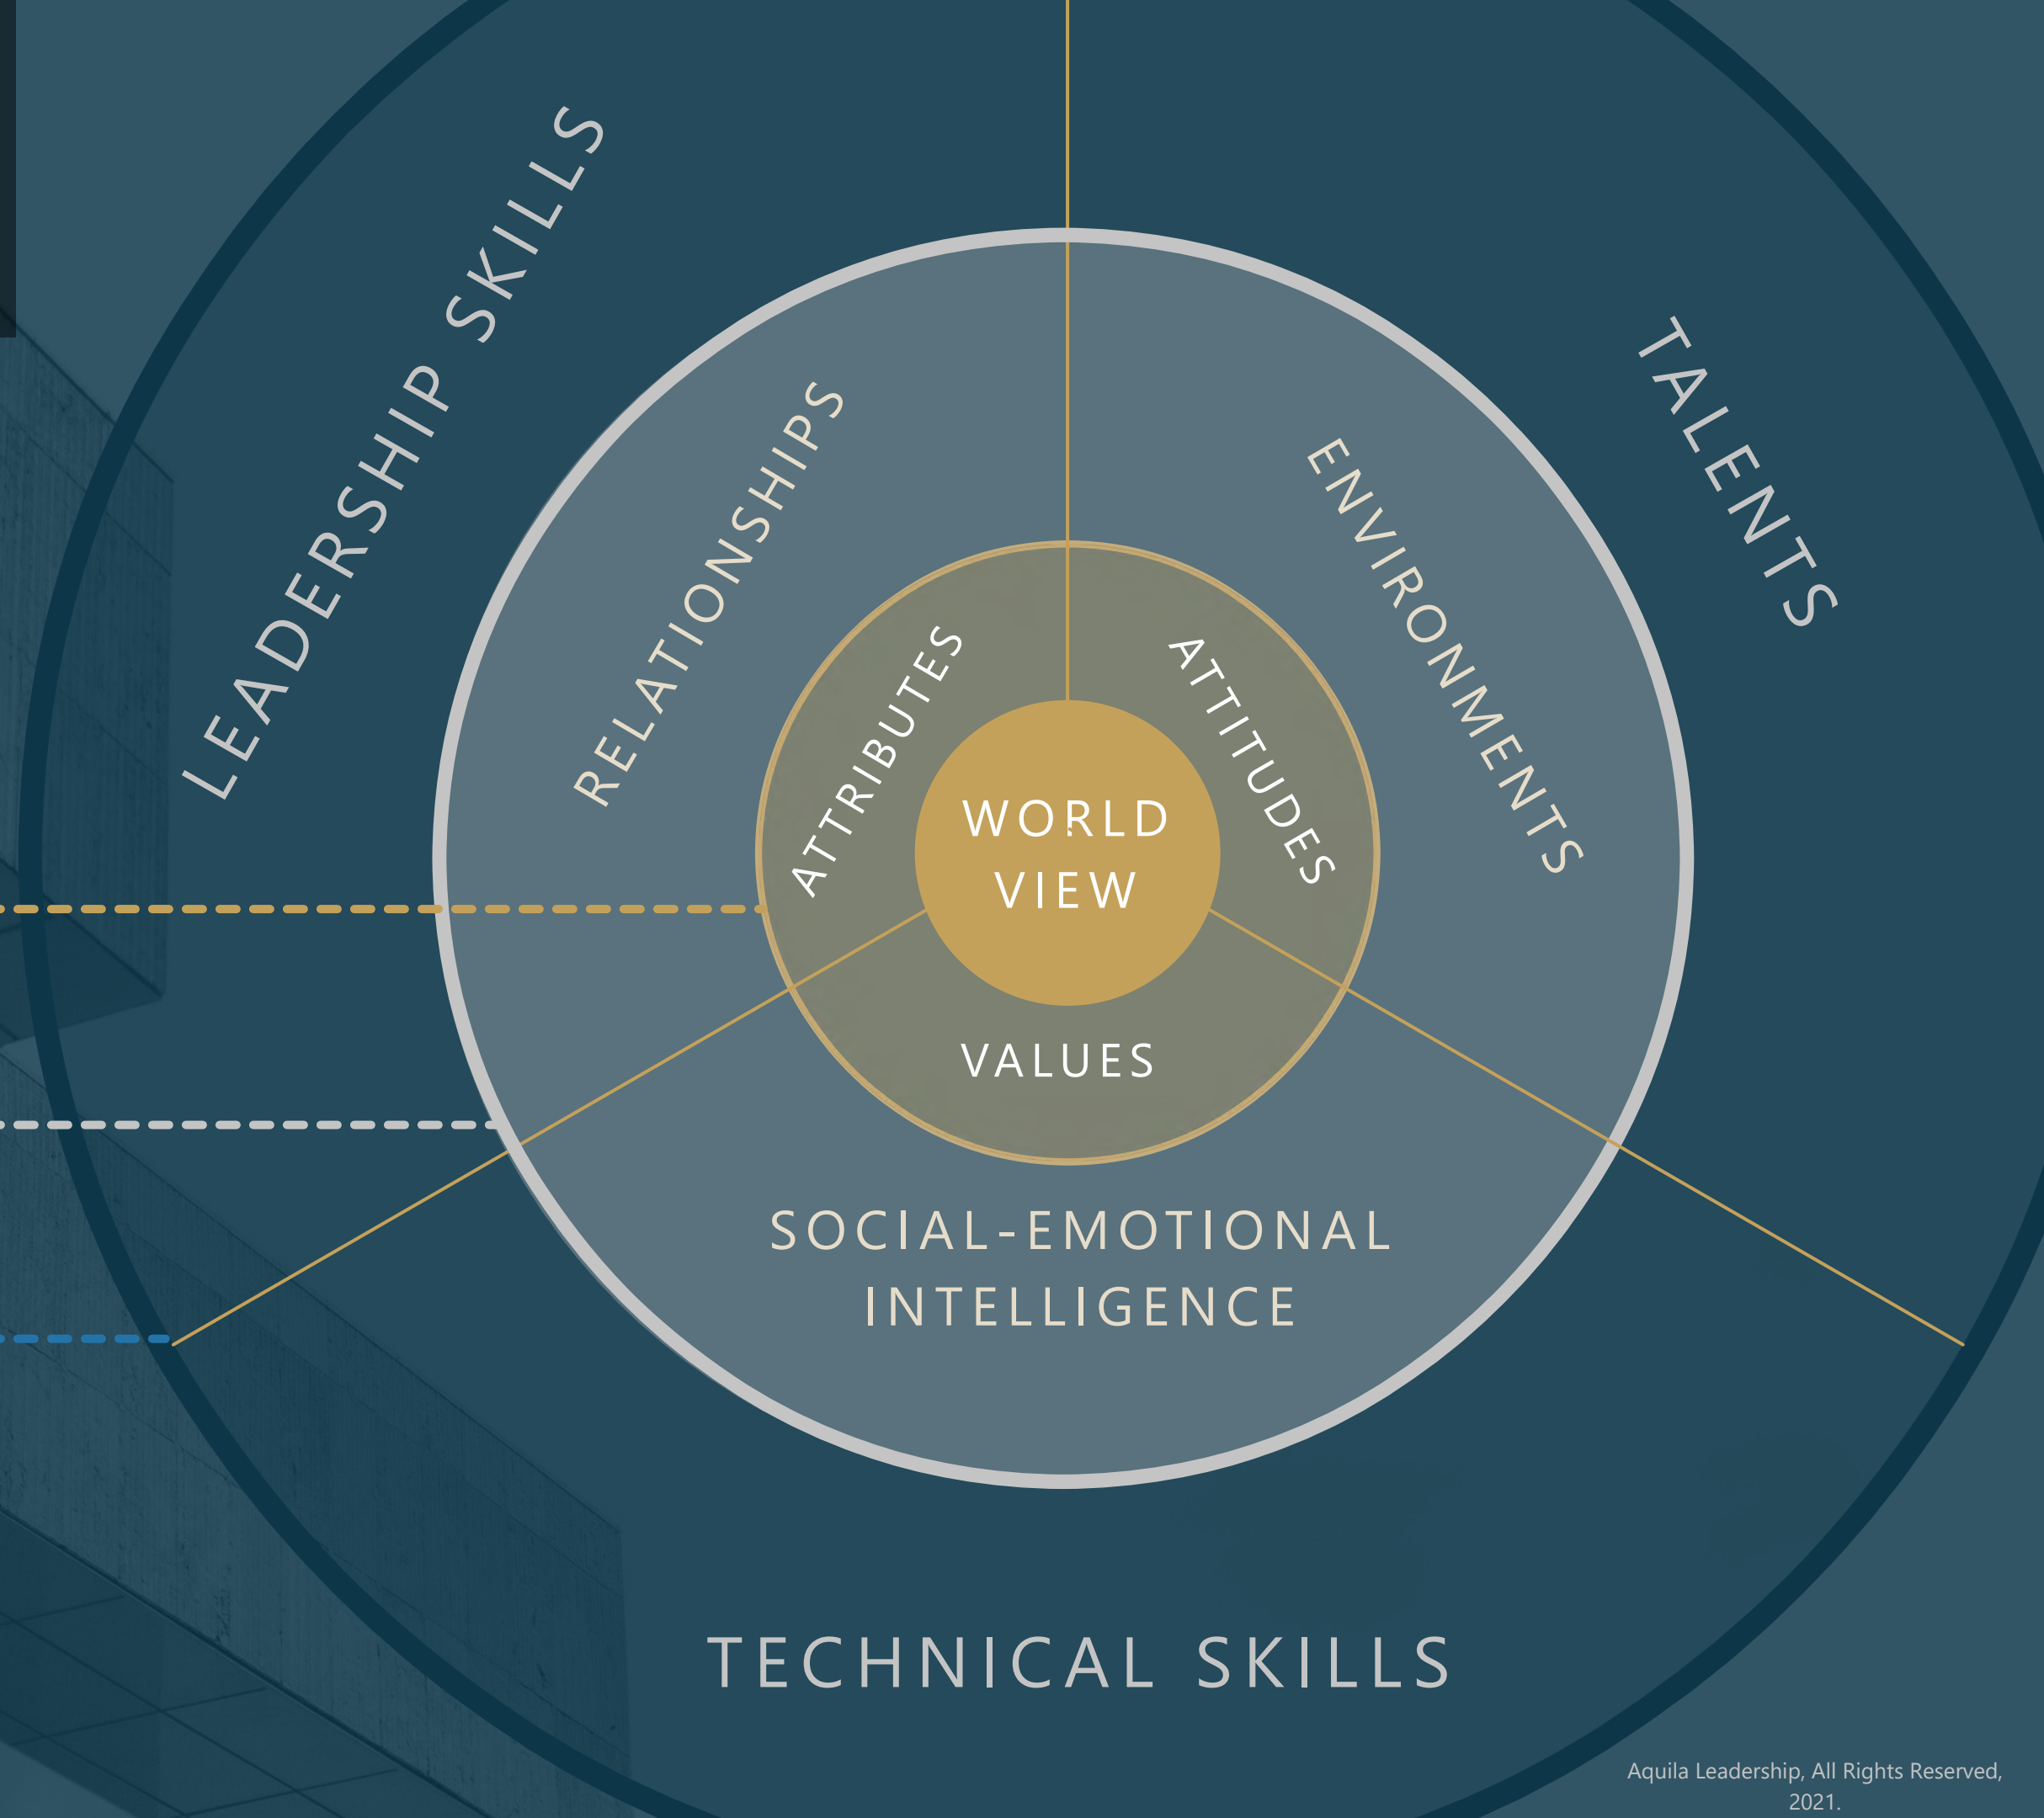 LEADERSHIP SKILLS
TALENTS
RELATIONSHIPS
ENVIRONMENTS
ATTRIBUTES
ATTITUDES
WORLD
VIEW
VALUES
SOCIAL-EMOTIONAL
INTELLIGENCE
TECHNICAL SKILLS
Aquila Leadership, All Rights Reserved,
2021.